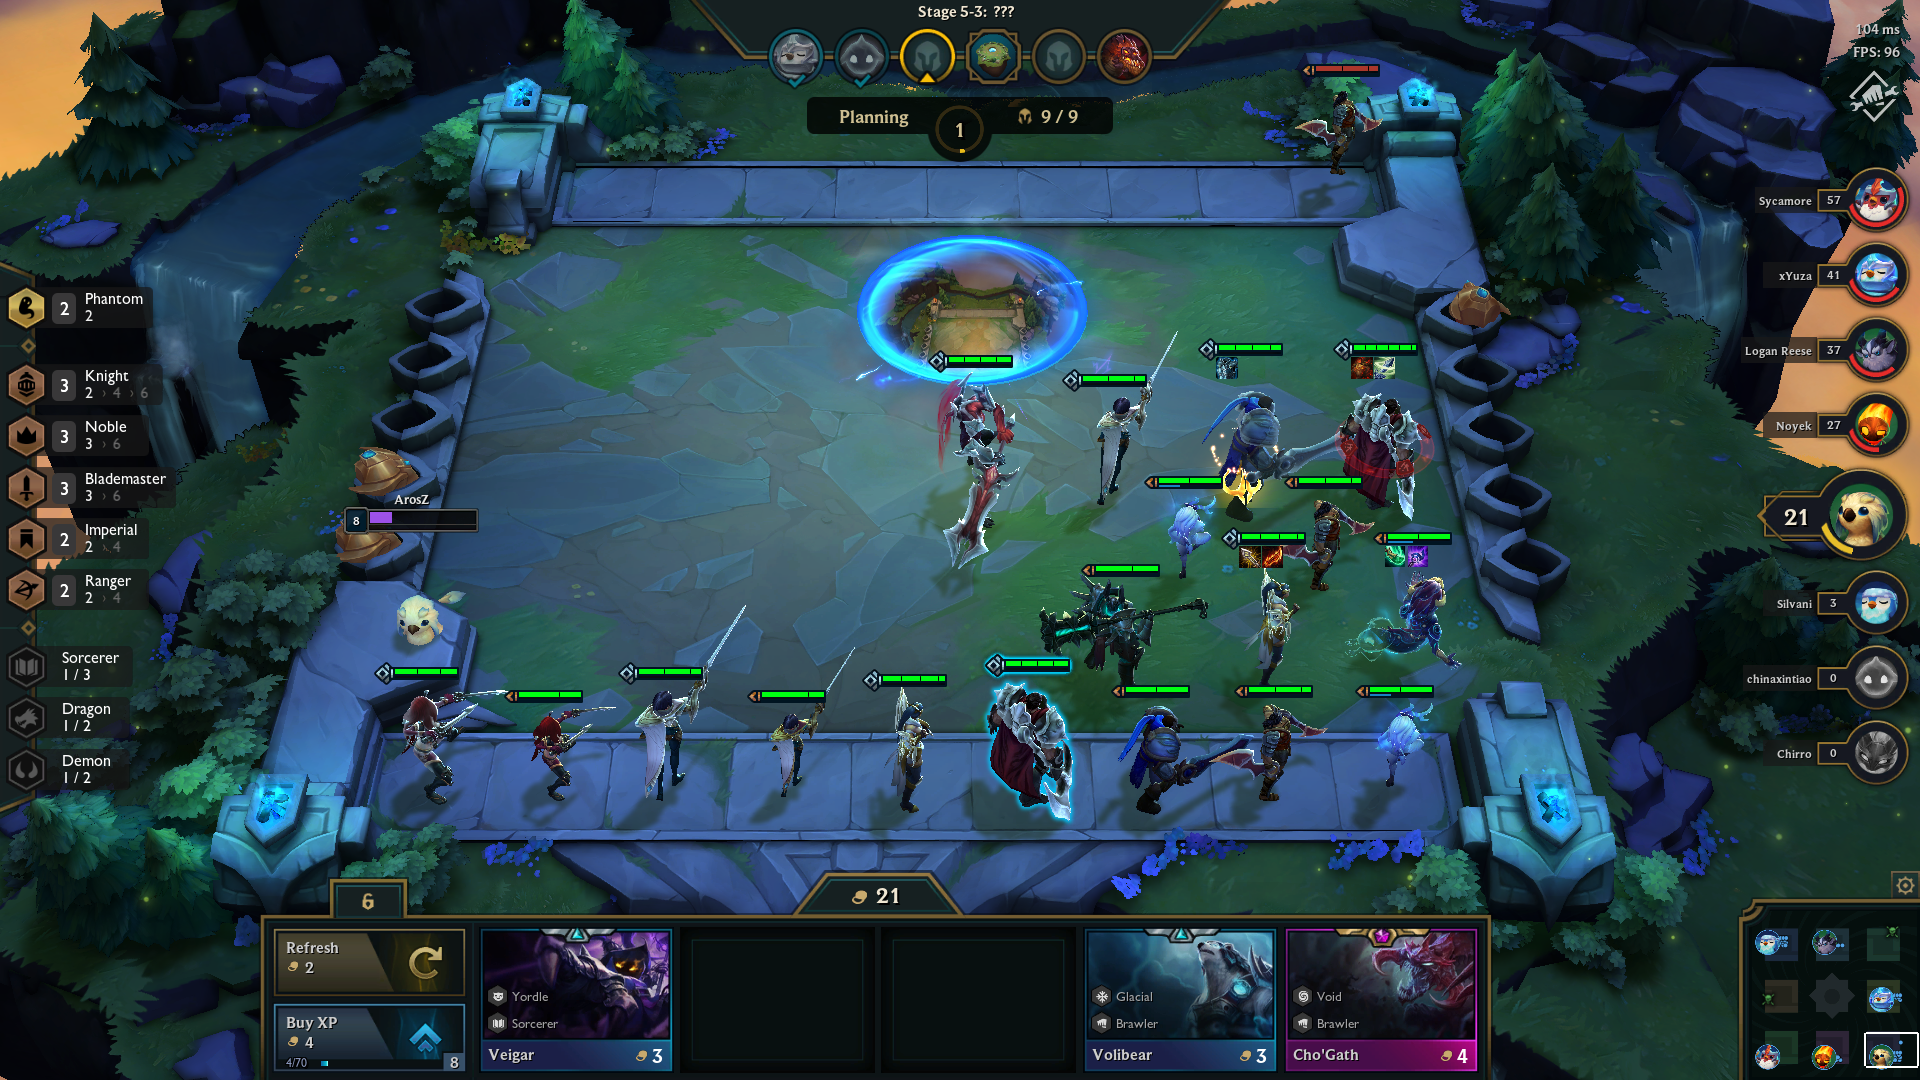 Stage 5-3: ???
104 ms
FPS: 96
Planning
1
9 / 9
Sycamore 57
xYuza 41
Logan Reese 37
Noyek 27
21
Silvani 3
chinaxintiao 0
Chirro 0
2 Phantom
2
3 Knight
2 › 4 › 6
3 Noble
3 › 6
3 Blademaster
3 › 6
2 Imperial
2 › 4
2 Ranger
2 › 4
Sorcerer
1 / 3
Dragon
1 / 2
Demon
1 / 2
ArosZ
8
6
21
Refresh
2
Buy XP
4
4/70
8
Yordle
Sorcerer
Veigar 3
Glacial
Brawler
Volibear 3
Void
Brawler
Cho'Gath 4